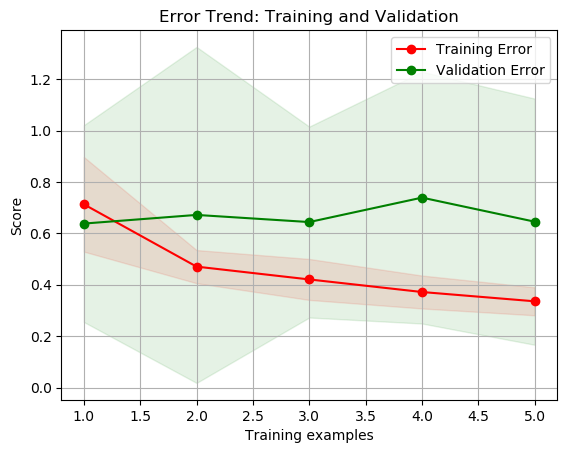 Error Trend: Training and Validation
Training Error
Validation Error
Score
1.2
1.0
0.8
0.6
0.4
0.2
0.0
1.0 1.5 2.0 2.5 3.0 3.5 4.0 4.5 5.0
Training examples